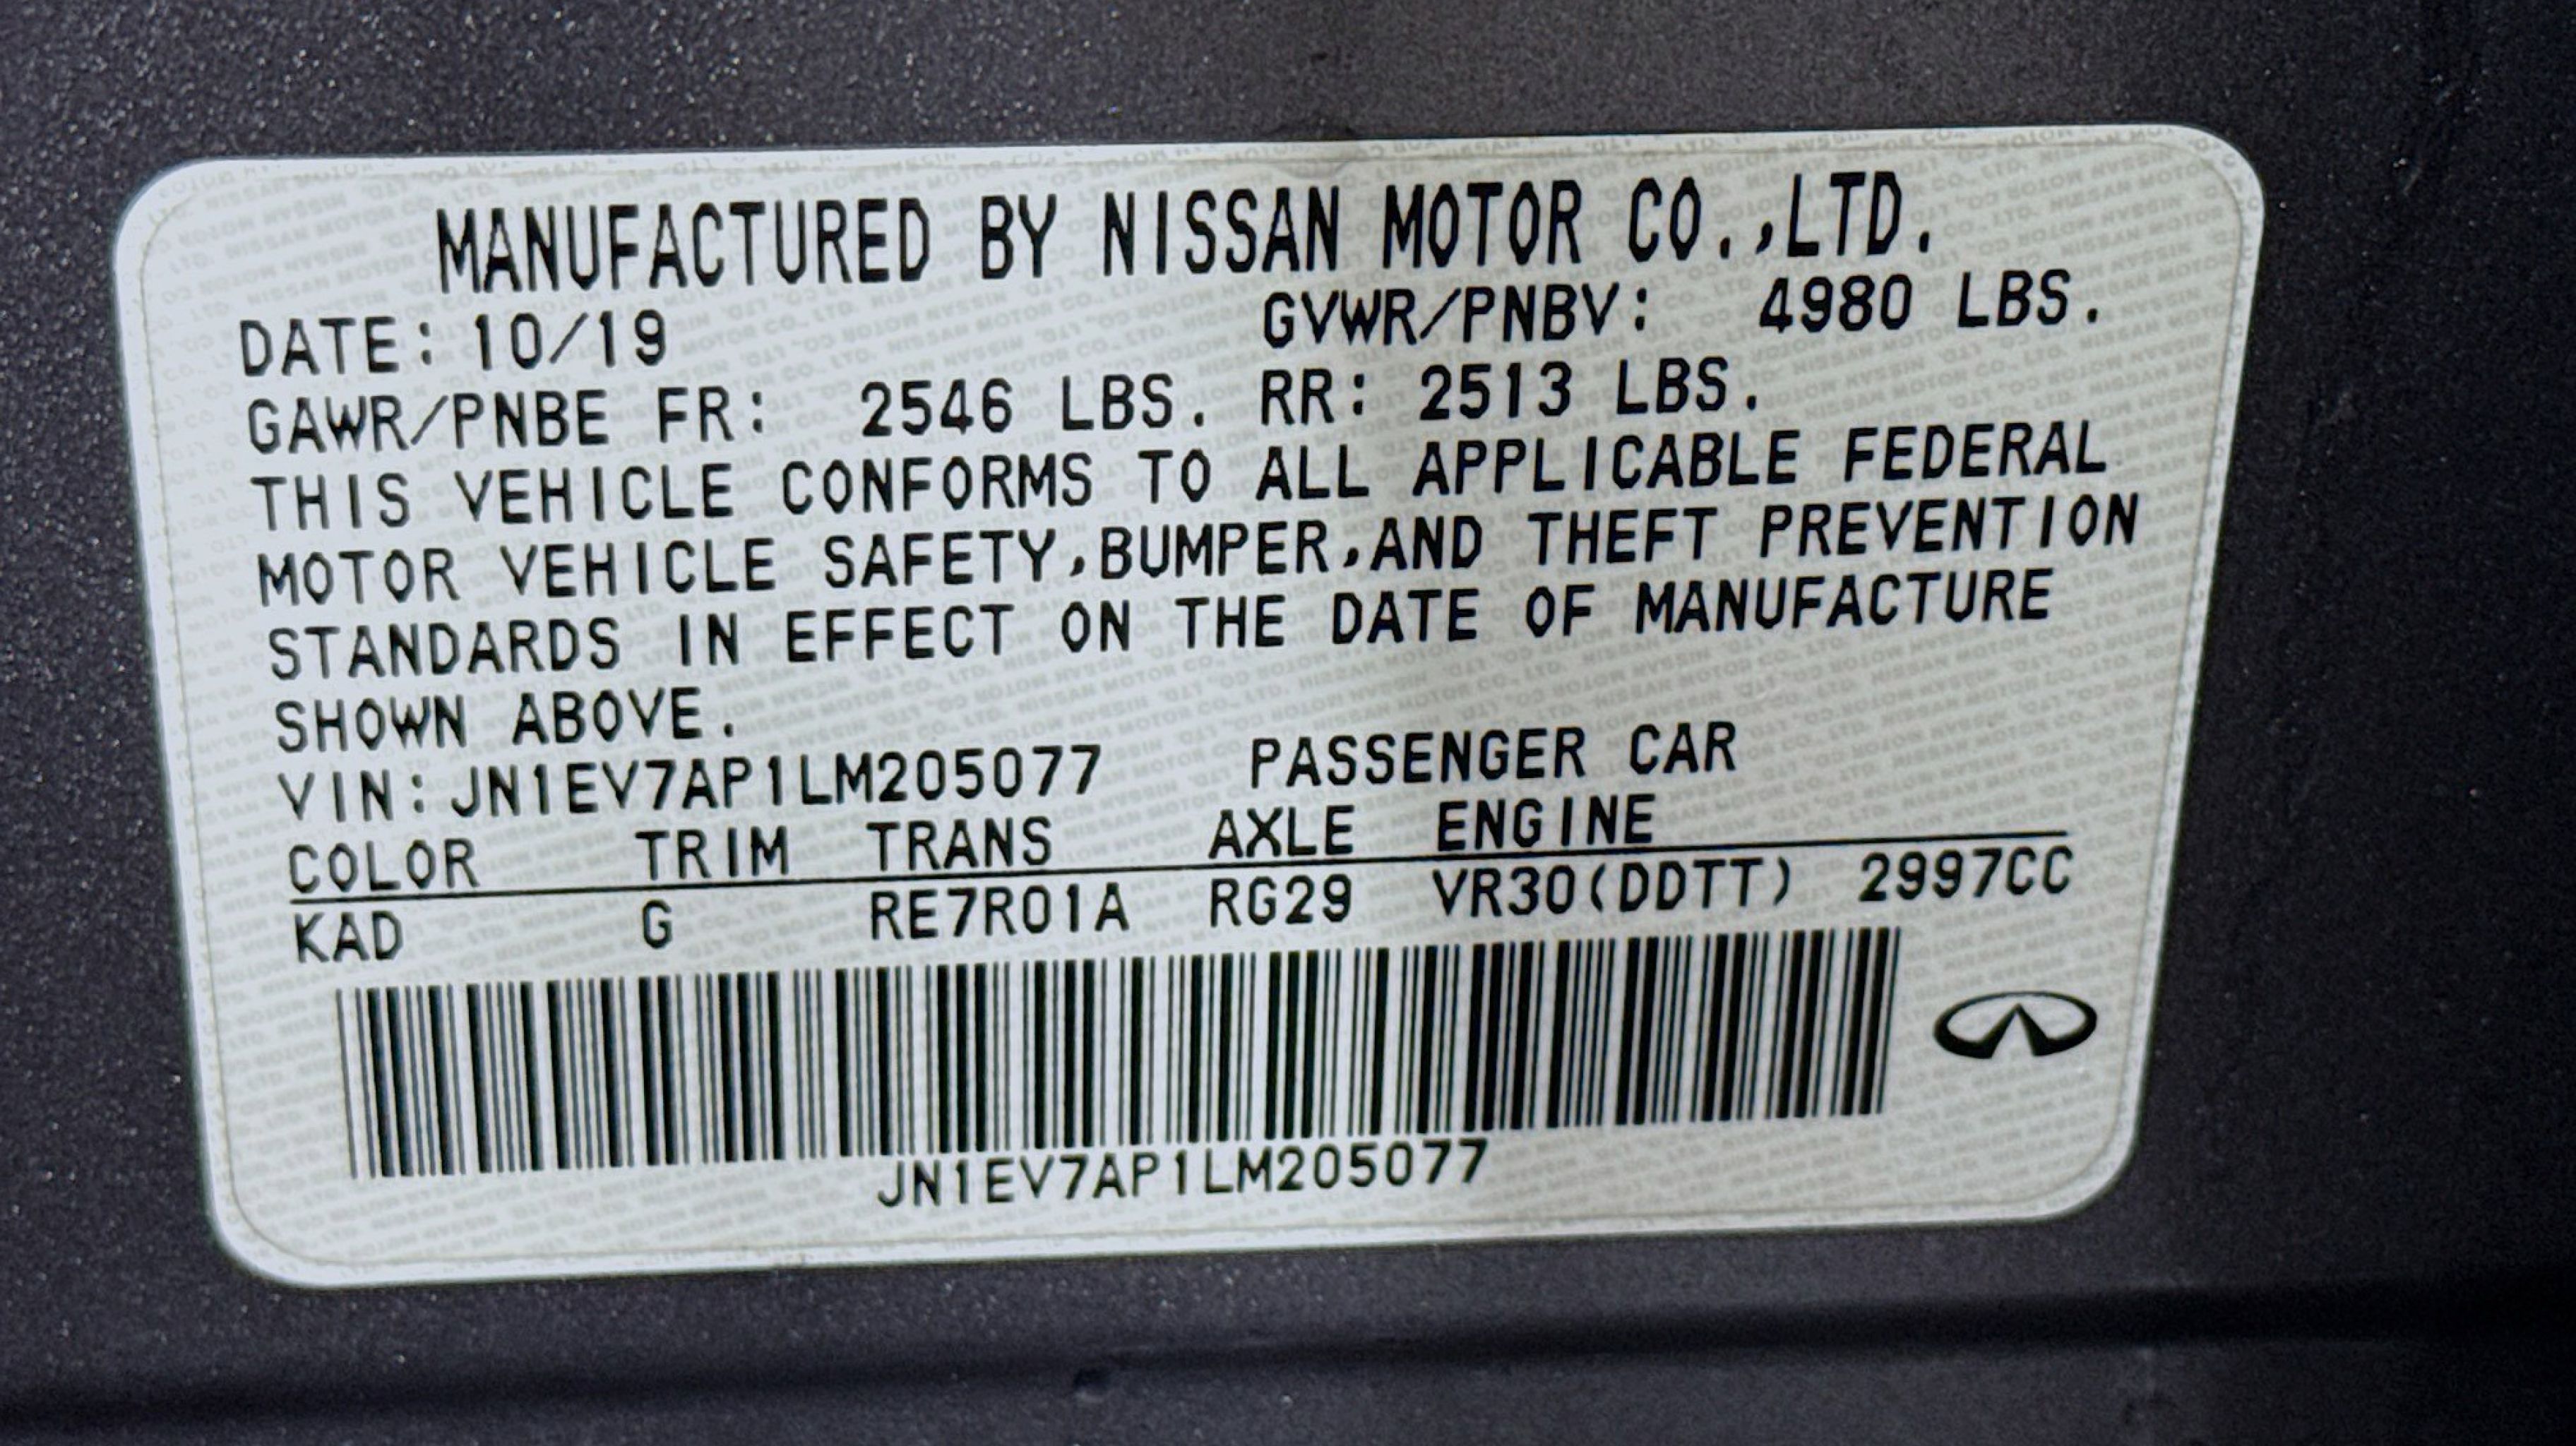 MANUFACTURED BY NISSAN MOTOR CO.,LTD.
DATE: 10/19 GVWR/PNBV: 4980 LBS.
GAWR/PNBE FR: 2546 LBS. RR: 2513 LBS.
THIS VEHICLE CONFORMS TO ALL APPLICABLE FEDERAL
MOTOR VEHICLE SAFETY,BUMPER,AND THEFT PREVENTION
STANDARDS IN EFFECT ON THE DATE OF MANUFACTURE
SHOWN ABOVE.
VIN:JN1EV7AP1LM205077 PASSENGER CAR
COLOR TRIM TRANS AXLE ENGINE
KAD G RE7R01A RG29 VR30(DDTT) 2997CC
JN1EV7AP1LM205077